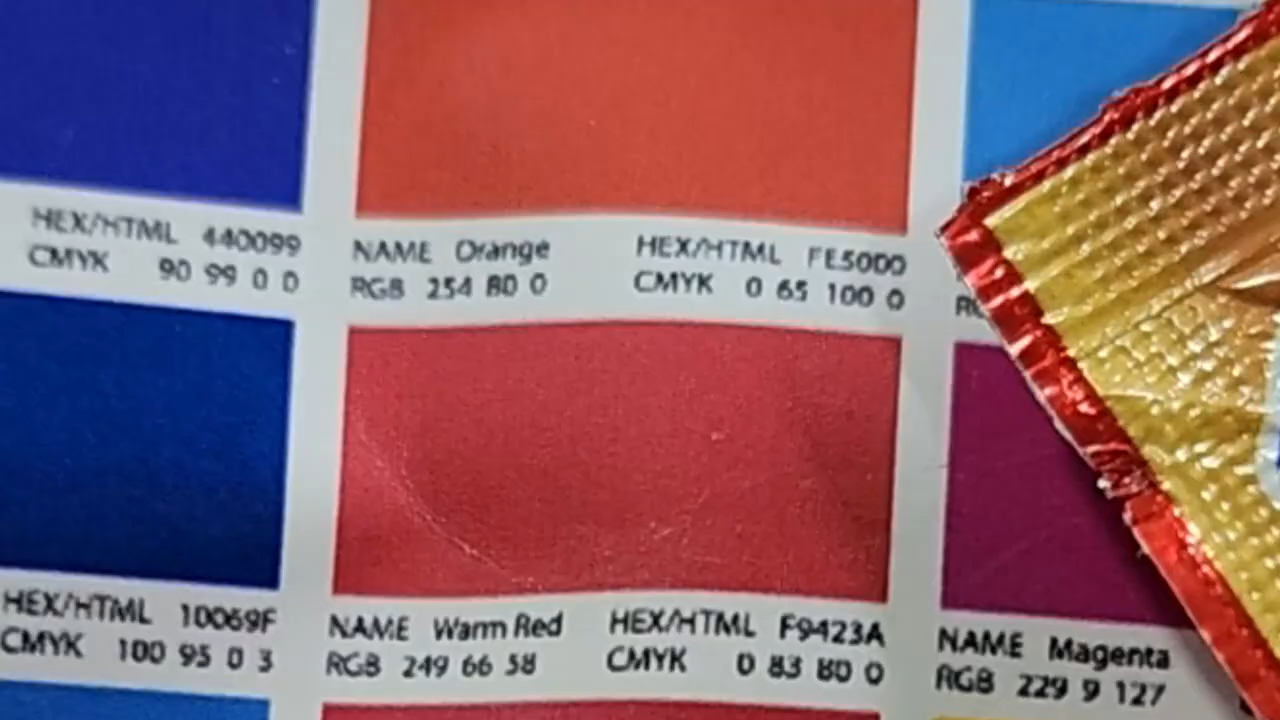 HEX/HTML 440099
CMYK 90 99 0 0
NAME Orange HEX/HTML FE5000
RGB 254 80 0 CMYK 0 65 100 0
HEX/HTML 10069F
CMYK 100 95 0 3
NAME Warm Red HEX/HTML F9423A
RGB 249 66 58 CMYK 0 83 80 0
NAME Magenta
RGB 229 9 127